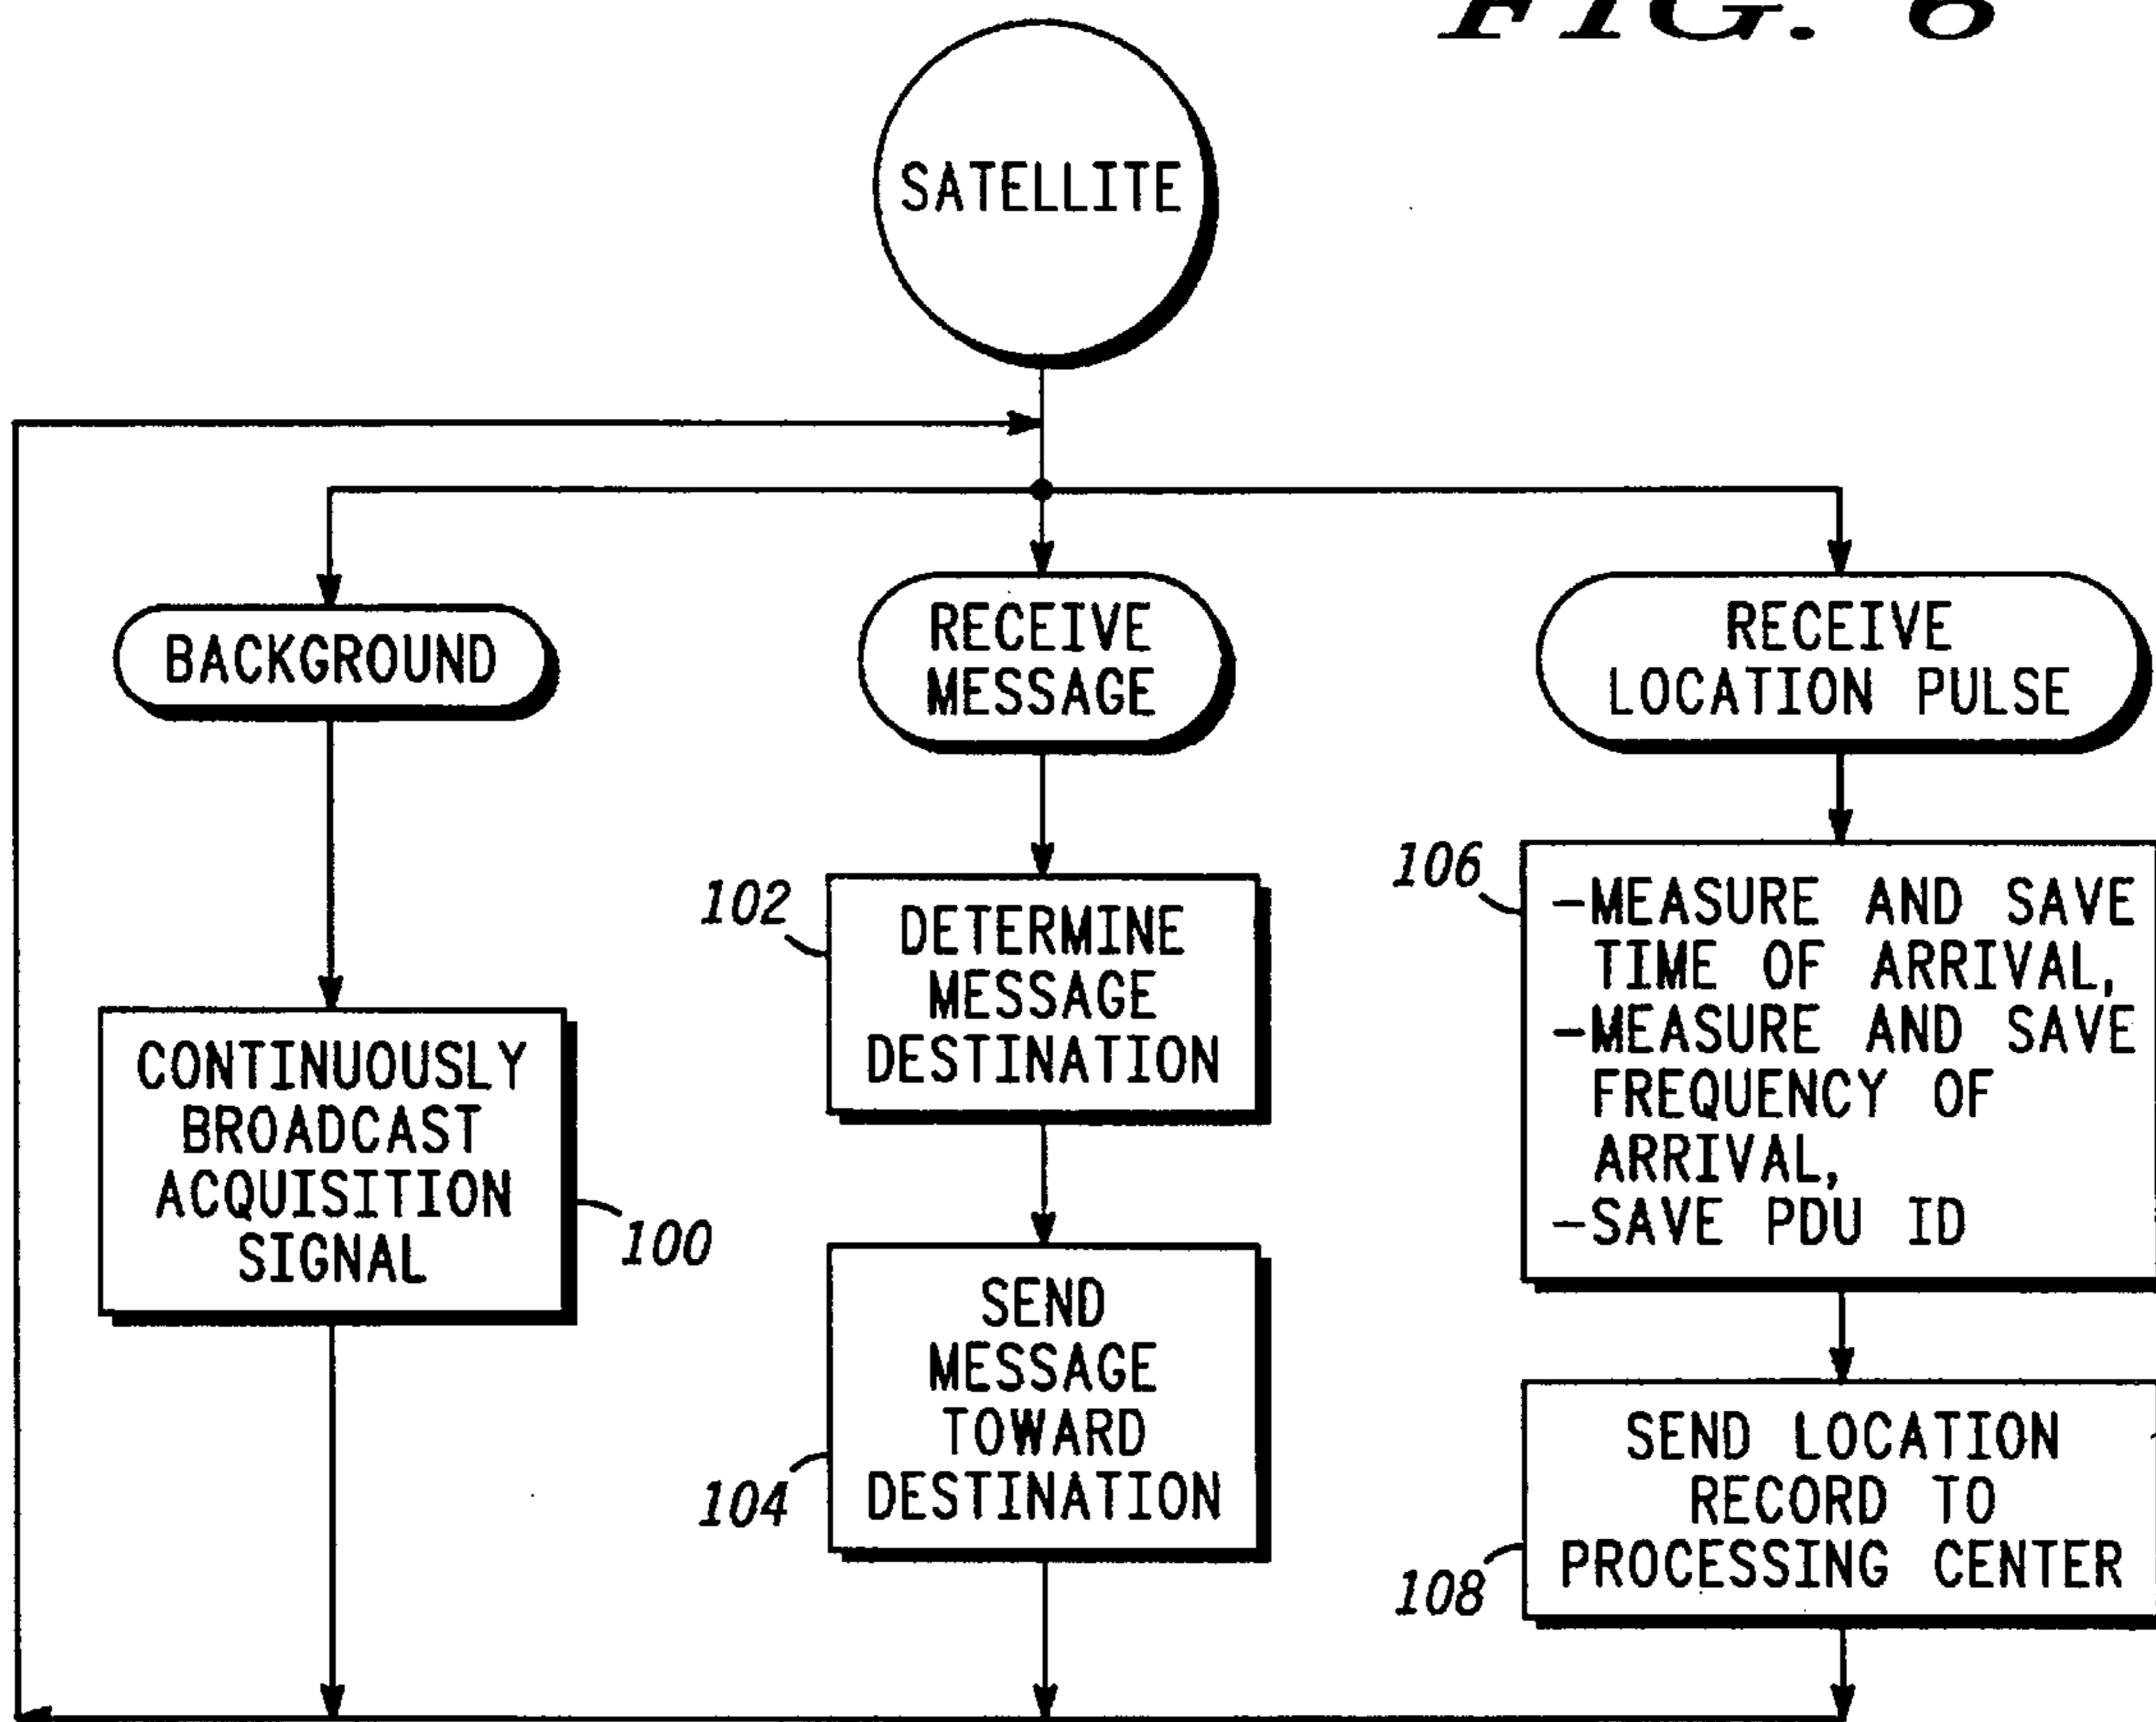 FIG. 6
SATELLITE
BACKGROUND
RECEIVE
MESSAGE
RECEIVE
LOCATION PULSE
102
DETERMINE
MESSAGE
DESTINATION
106
-MEASURE AND SAVE
TIME OF ARRIVAL,
-MEASURE AND SAVE
FREQUENCY OF
ARRIVAL,
-SAVE PDU ID
CONTINUOUSLY
BROADCAST
ACQUISITION
SIGNAL
100
SEND
MESSAGE
TOWARD
DESTINATION
104
SEND LOCATION
RECORD TO
PROCESSING CENTER
108